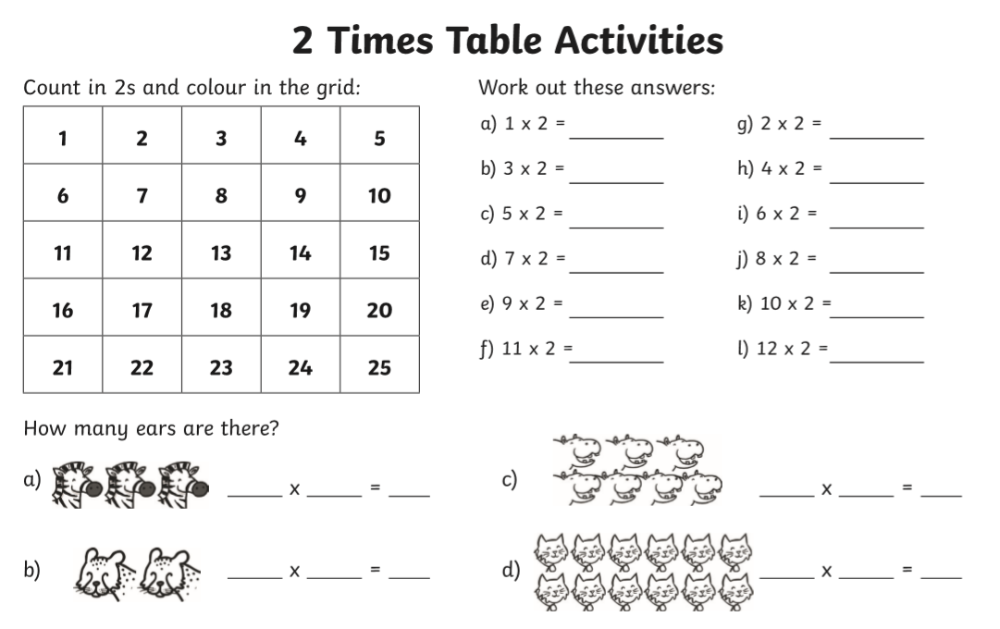 2 Times Table Activities
Count in 2s and colour in the grid:
1 2 3 4 5
6 7 8 9 10
11 12 13 14 15
16 17 18 19 20
21 22 23 24 25
Work out these answers:
a) 1 x 2 = ________ g) 2 x 2 = ________
b) 3 x 2 = ________ h) 4 x 2 = ________
c) 5 x 2 = ________ i) 6 x 2 = ________
d) 7 x 2 = ________ j) 8 x 2 = ________
e) 9 x 2 = ________ k) 10 x 2 = ________
f) 11 x 2 = ________ l) 12 x 2 = ________
How many ears are there?
a) _____ x _____ = ____
b) _____ x _____ = ____
c) _____ x _____ = ____
d) _____ x _____ = ____